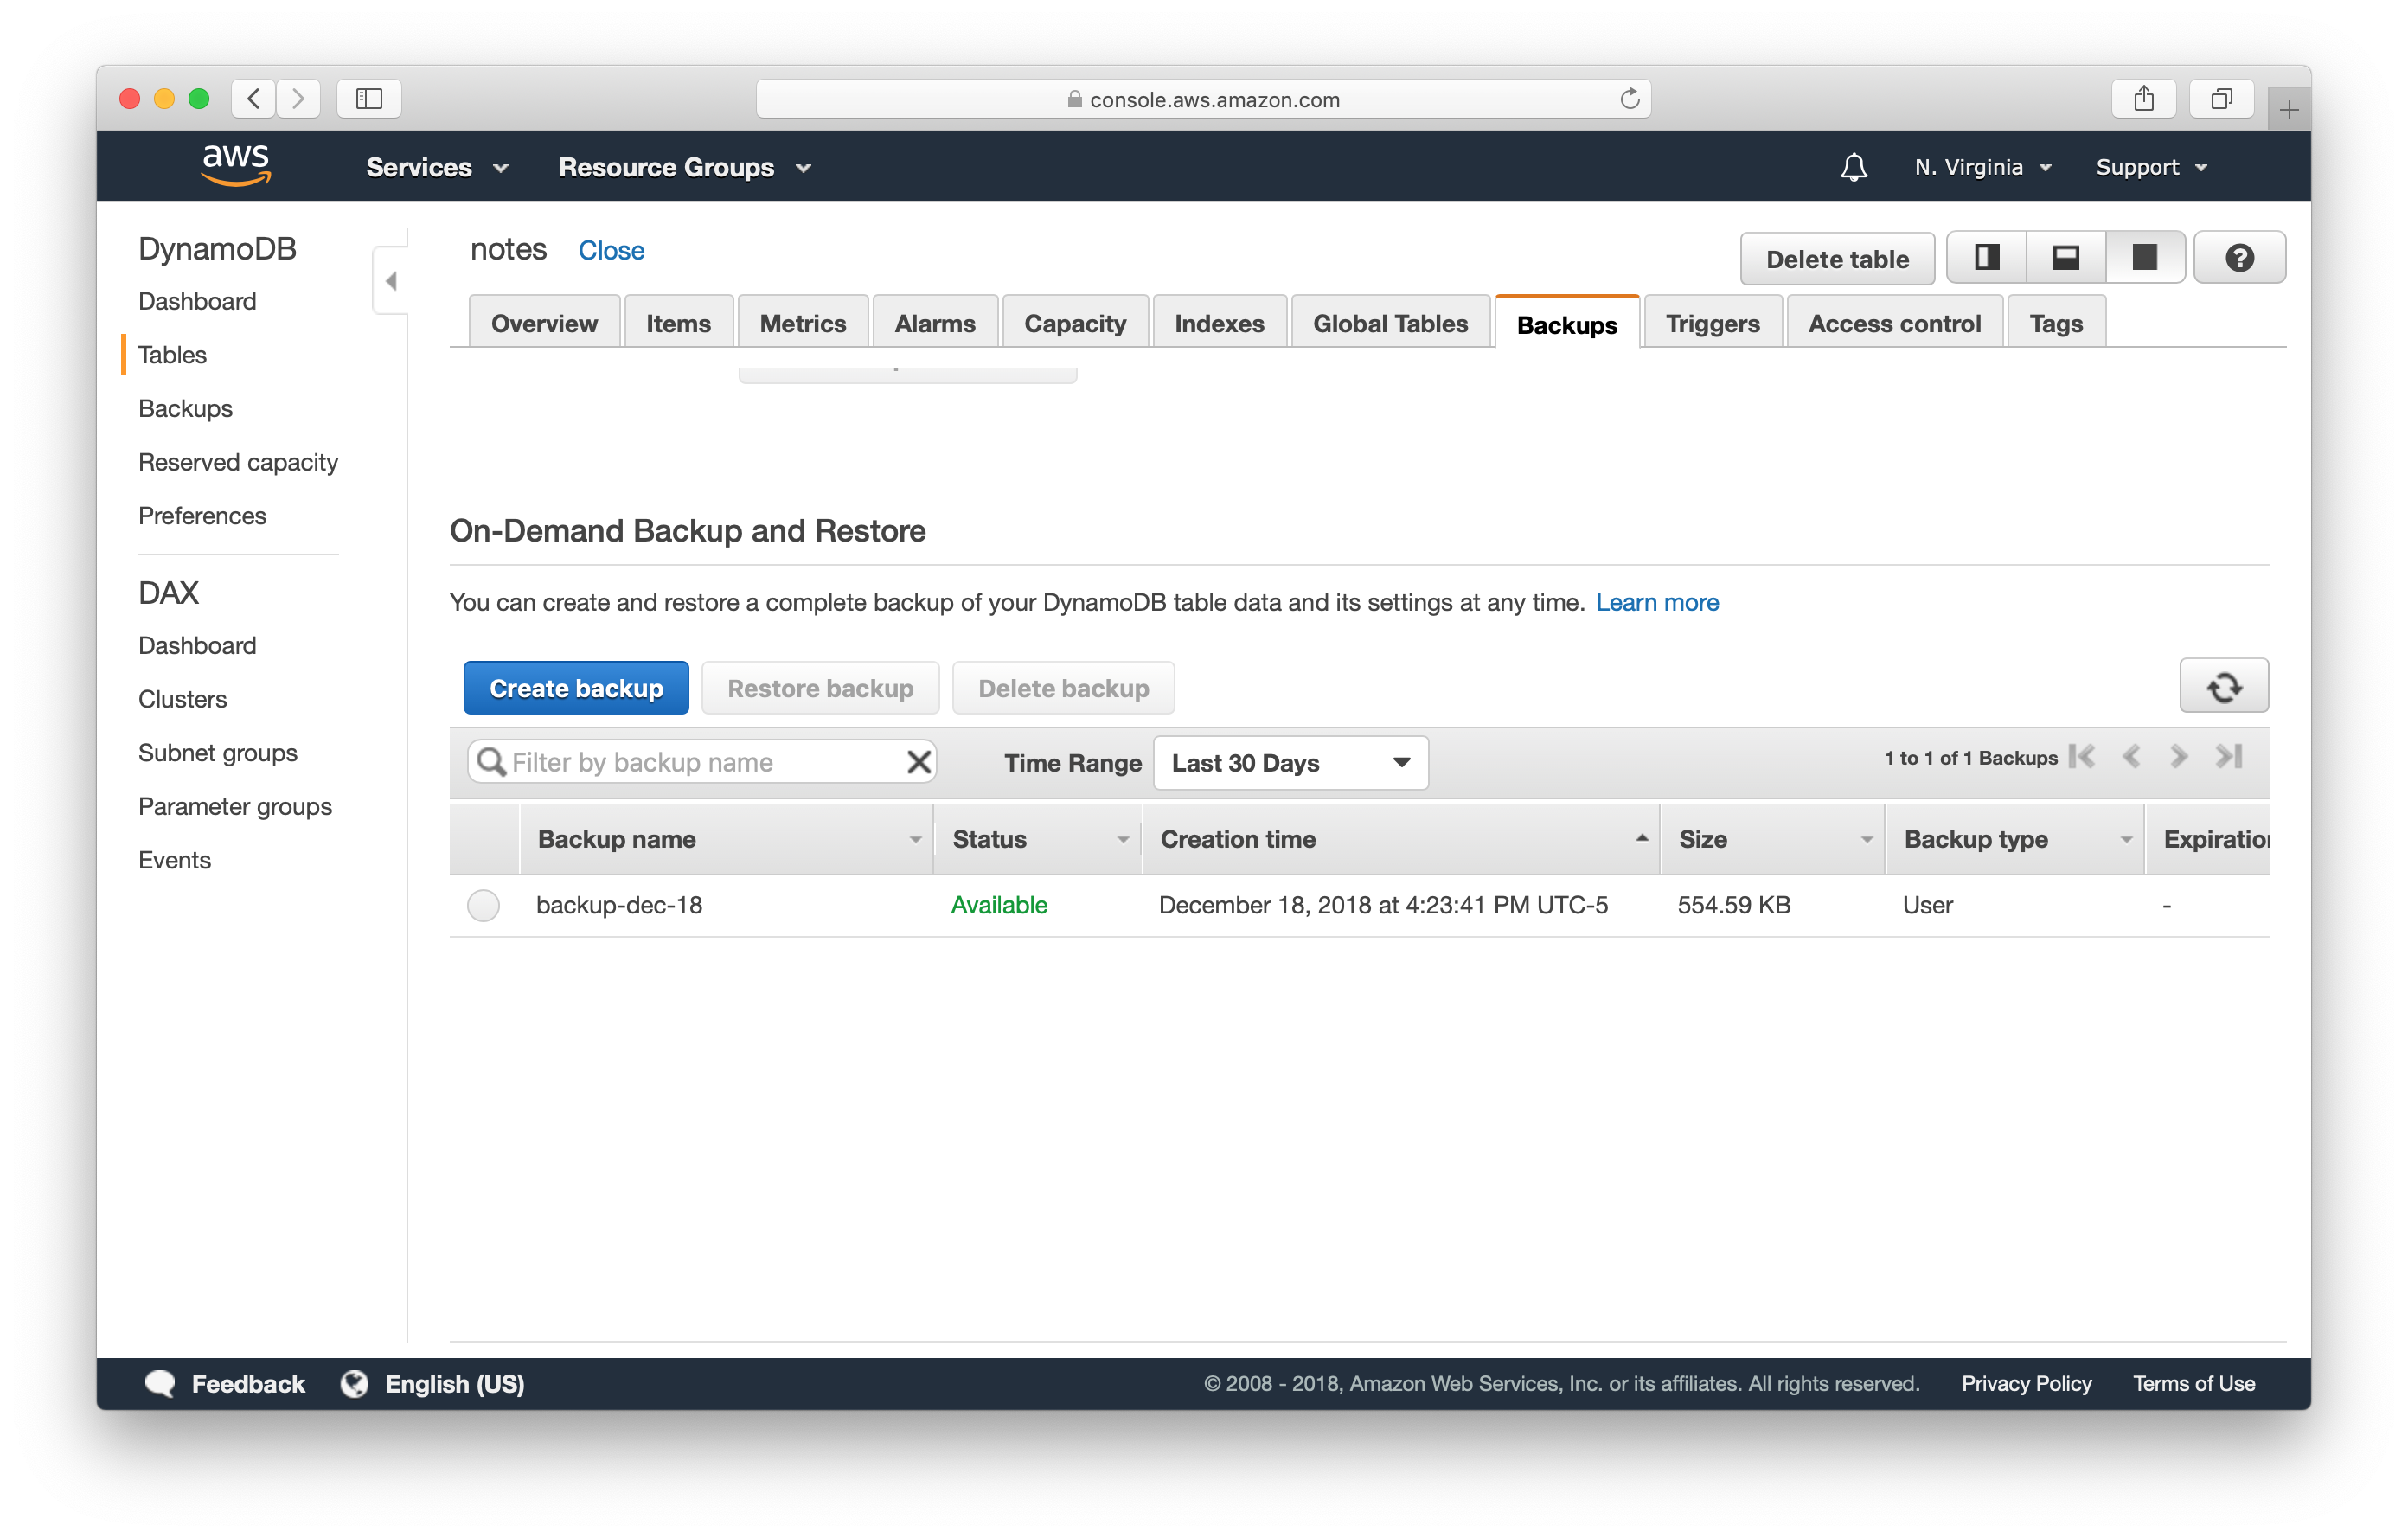 console.aws.amazon.com
aws
Services
Resource Groups
N. Virginia
Support
DynamoDB
Dashboard
Tables
Backups
Reserved capacity
Preferences
DAX
Dashboard
Clusters
Subnet groups
Parameter groups
Events
notes
Close
Delete table
Overview
Items
Metrics
Alarms
Capacity
Indexes
Global Tables
Backups
Triggers
Access control
Tags
On-Demand Backup and Restore
You can create and restore a complete backup of your DynamoDB table data and its settings at any time. Learn more
Create backup
Restore backup
Delete backup
Filter by backup name
Time Range
Last 30 Days
1 to 1 of 1 Backups
Backup name
Status
Creation time
Size
Backup type
Expiratio
backup-dec-18
Available
December 18, 2018 at 4:23:41 PM UTC-5
554.59 KB
User
-
Feedback
English (US)
© 2008 - 2018, Amazon Web Services, Inc. or its affiliates. All rights reserved.
Privacy Policy
Terms of Use